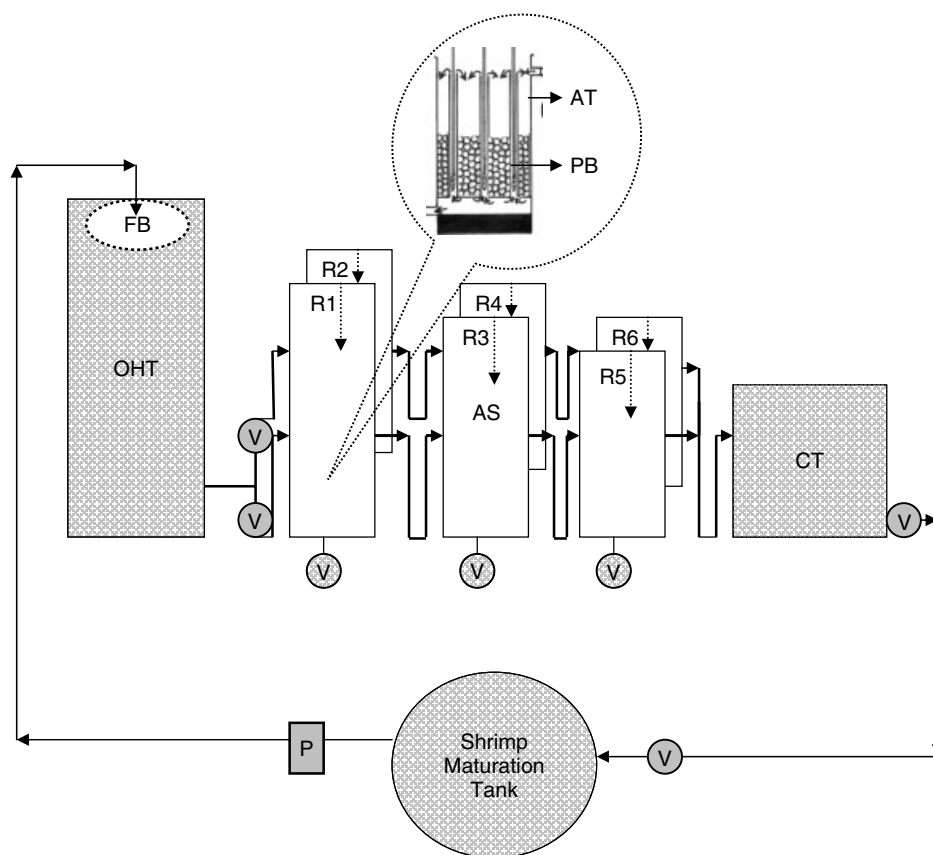 AT
PB
FB
R2
R1
R4
R3
R6
R5
OHT
AS
CT
V
V
V
V
V
V
P
Shrimp
Maturation
Tank
V